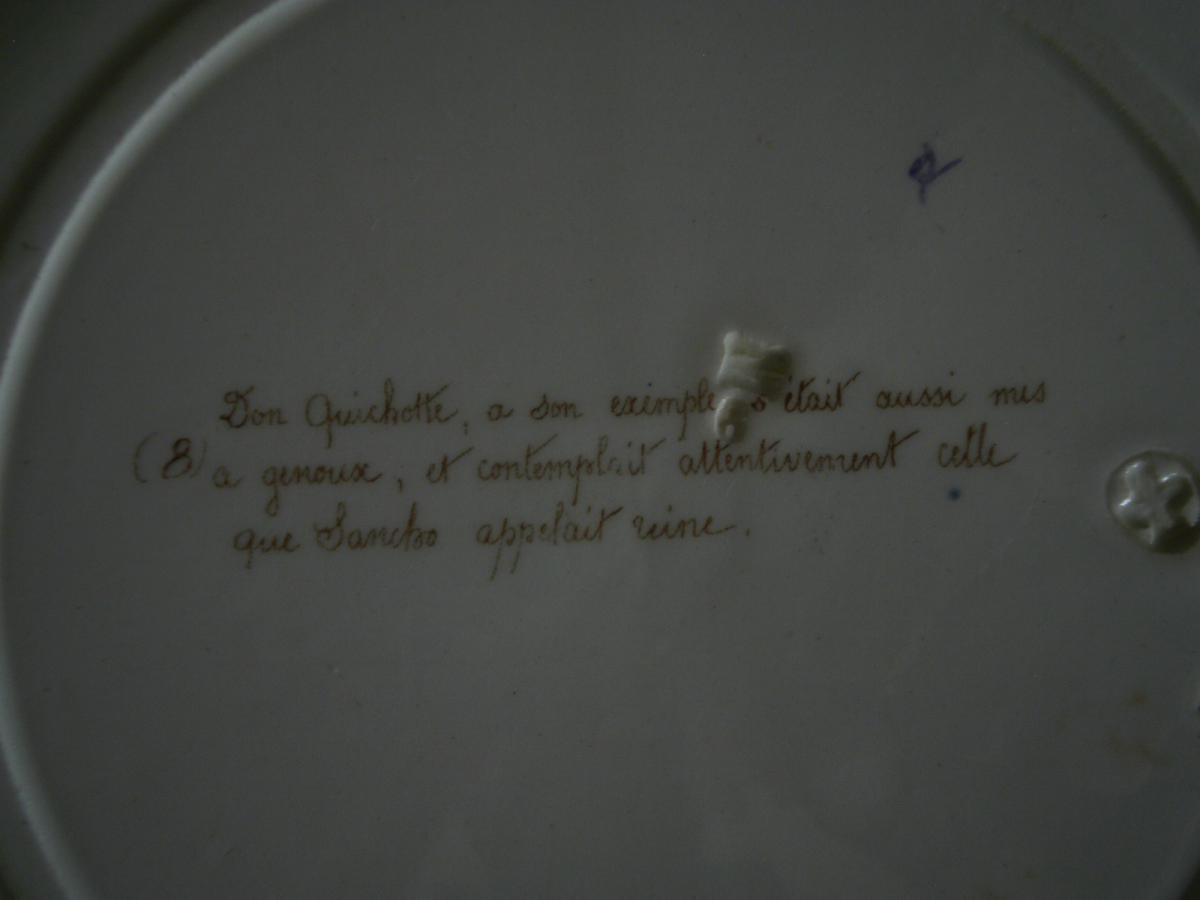 Don Quichotte, a son exemple s'était aussi mis
(8) a genoux, et contemplait attentivement celle
que Sancho appelait reine.